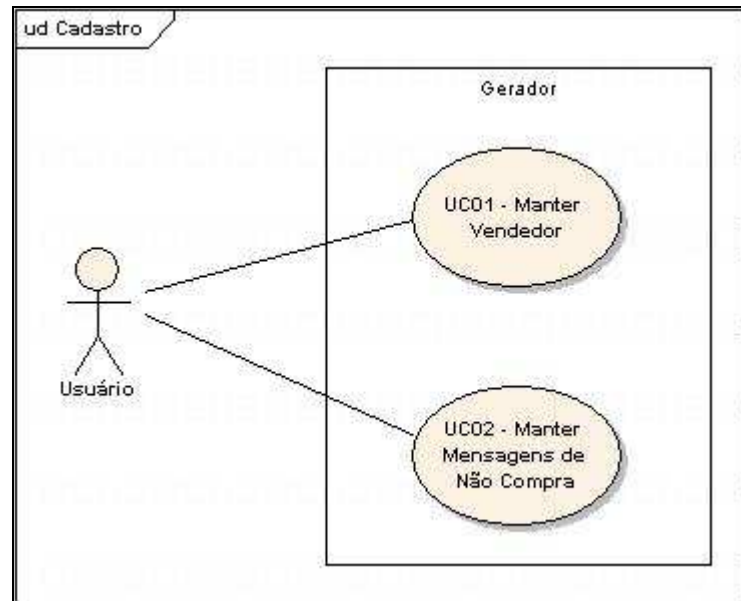 ud Cadastro
Gerador
UC01 - Manter
Vendedor
Usuário
UC02 - Manter
Mensagens de
Não Compra